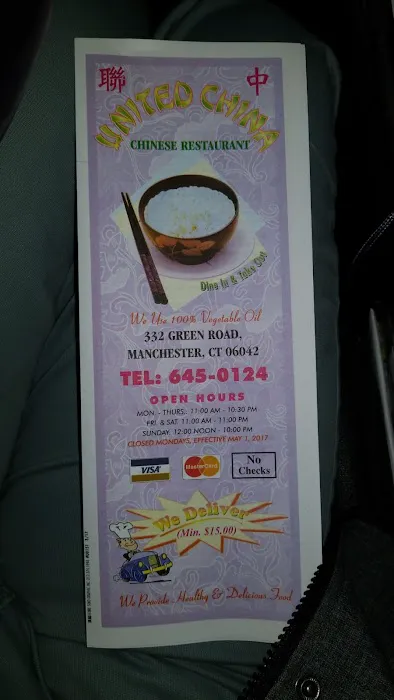 聯 中
UNITED CHINA
CHINESE RESTAURANT
Dine In & Take Out
We Use 100% Vegetable Oil
332 GREEN ROAD,
MANCHESTER, CT 06042
TEL: 645-0124
OPEN HOURS
MON - THURS.: 11:00 AM - 10:30 PM
FRI. & SAT. 11:00 AM - 11:00 PM
SUNDAY: 12:00 NOON - 10:00 PM
CLOSED MONDAYS, EFFECTIVE MAY 1, 2017
VISA
MasterCard
No
Checks
We Deliver
(Min. $15.00)
We Provide - Healthy & Delicious Food